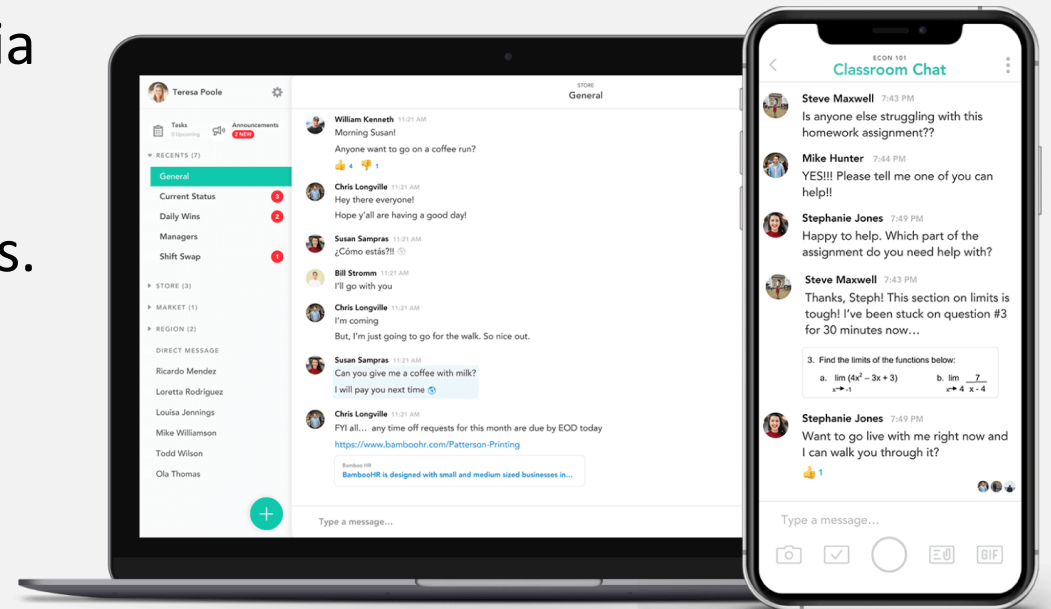 ia
s.
Teresa Poole
Tasks
0 Upcoming
Announcements
2 NEW
RECENTS (7)
General
Current Status 3
Daily Wins 2
Managers
Shift Swap 1
STORE (3)
MARKET (1)
REGION (2)
DIRECT MESSAGE
Ricardo Mendez
Loretta Rodriguez
Louisa Jennings
Mike Williamson
Todd Wilson
Ola Thomas
+
STORE
General
William Kenneth 11:21 AM
Morning Susan!
Anyone want to go on a coffee run?
👍 4 👎 1
Chris Longville 11:21 AM
Hey there everyone!
Hope y'all are having a good day!
Susan Sampras 11:21 AM
¿Cómo estás?!!
Bill Stromm 11:21 AM
I'll go with you
Chris Longville 11:21 AM
I'm coming
But, I'm just going to go for the walk. So nice out.
Susan Sampras 11:21 AM
Can you give me a coffee with milk?
I will pay you next time
Chris Longville 11:21 AM
FYI all... any time off requests for this month are due by EOD today
https://www.bamboohr.com/Patterson-Printing
Bamboo HR
BambooHR is designed with small and medium sized businesses in...
Type a message...
ECON 101
Classroom Chat
Steve Maxwell 7:43 PM
Is anyone else struggling with this
homework assignment??
Mike Hunter 7:44 PM
YES!!! Please tell me one of you can
help!!
Stephanie Jones 7:49 PM
Happy to help. Which part of the
assignment do you need help with?
Steve Maxwell 7:43 PM
Thanks, Steph! This section on limits is
tough! I've been stuck on question #3
for 30 minutes now...
3. Find the limits of the functions below:
a. lim (4x² – 3x + 3) b. lim 7
x→ -1 x→ 4 x - 4
Stephanie Jones 7:49 PM
Want to go live with me right now and
I can walk you through it?
👍 1
Type a message...
GIF